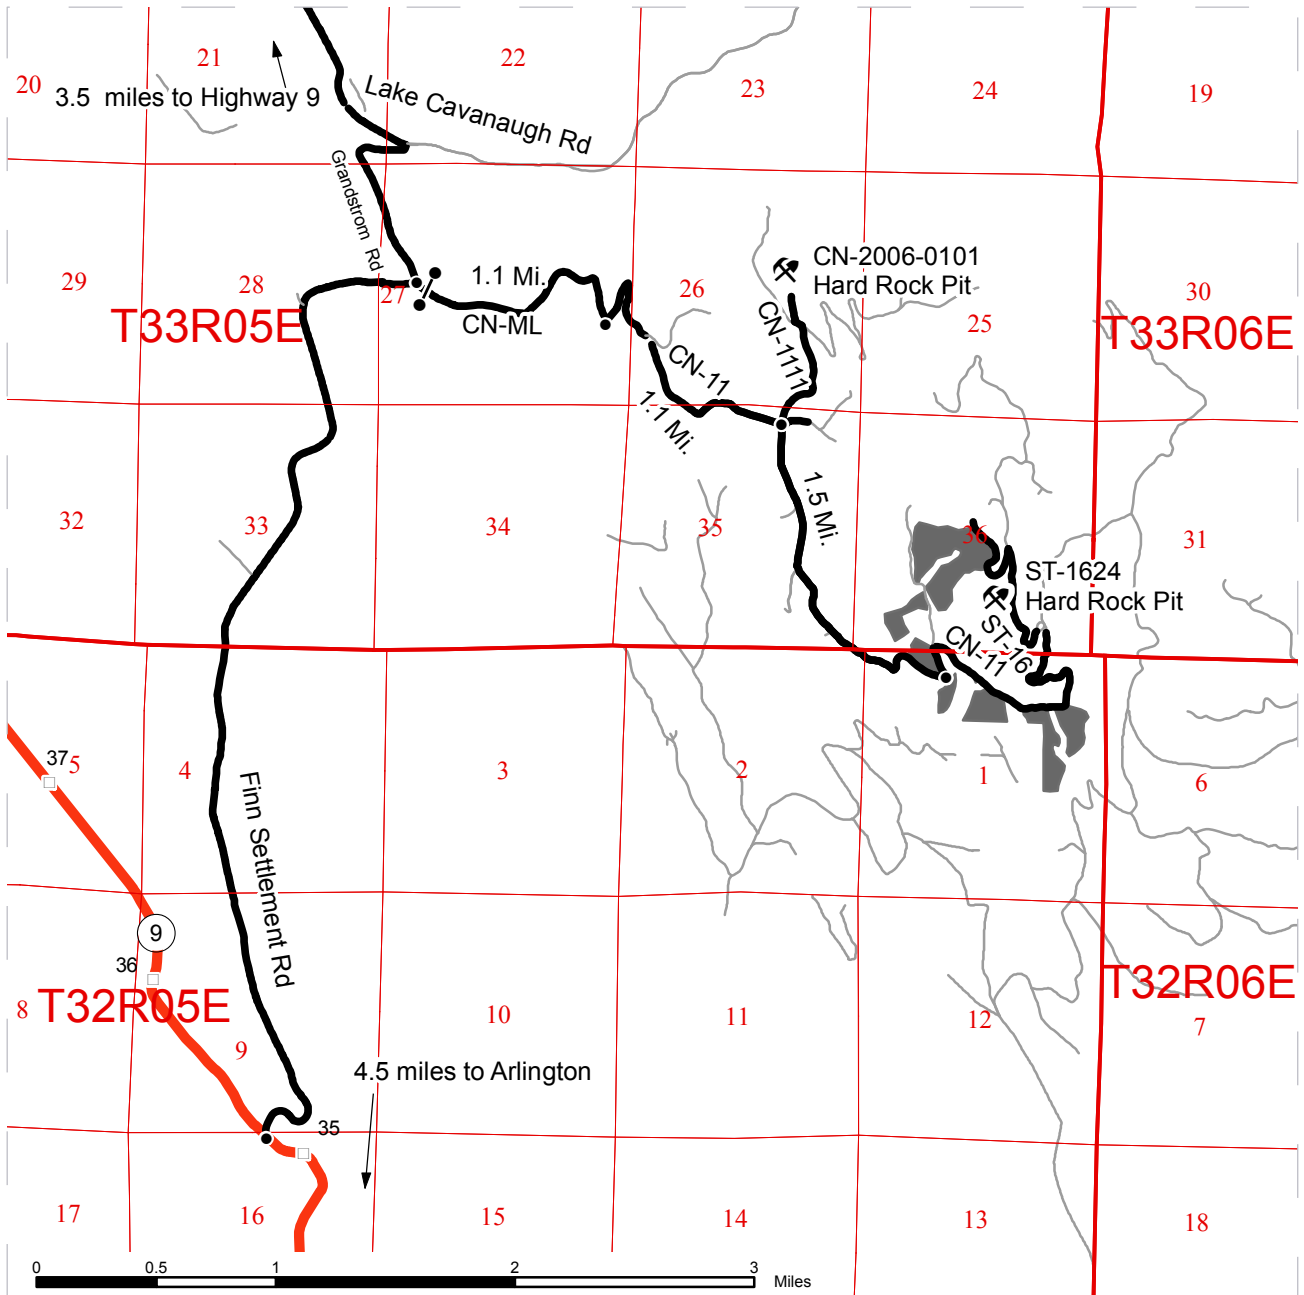 21
22
23
24
19
20
3.5 miles to Highway 9
Lake Cavanaugh Rd
Grandstrom Rd
29
28
27
1.1 Mi.
CN-ML
26
CN-2006-0101
Hard Rock Pit
CN-1111
25
30
T33R05E
T33R06E
CN-11
1.1 Mi.
32
33
34
35
1.5 Mi.
36
31
ST-1624
Hard Rock Pit
ST-16
CN-11
37
5
4
3
2
1
6
Finn Settlement Rd
9
36
8
T32R05E
9
10
11
12
T32R06E
7
4.5 miles to Arlington
35
17
16
15
14
13
18
0
0.5
1
2
3
Miles